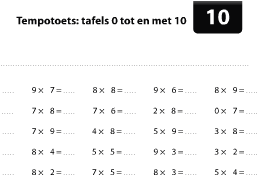 Tempotoets: tafels 0 tot en met 10 10
..... 9 × 7 = ..... 8 × 8 = ..... 9 × 6 = ..... 8 × 9 = .....
..... 7 × 8 = ..... 7 × 6 = ..... 2 × 8 = ..... 0 × 7 = .....
..... 7 × 9 = ..... 4 × 8 = ..... 5 × 9 = ..... 3 × 8 = .....
..... 8 × 4 = ..... 5 × 5 = ..... 9 × 3 = ..... 3 × 2 = .....
..... 8 × 2 = ..... 7 × 5 = ..... 8 × 3 = ..... 5 × 4 = .....